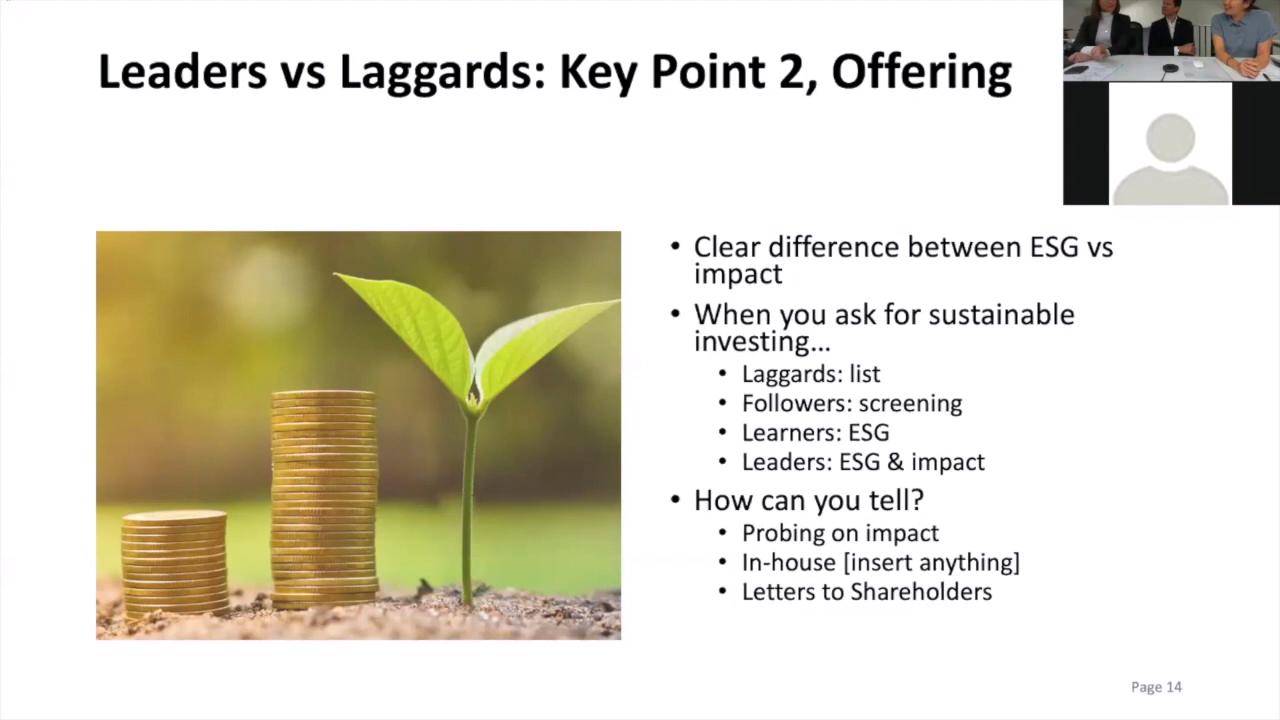 Leaders vs Laggards: Key Point 2, Offering
• Clear difference between ESG vs
impact
• When you ask for sustainable
investing...
• Laggards: list
• Followers: screening
• Learners: ESG
• Leaders: ESG & impact
• How can you tell?
• Probing on impact
• In-house [insert anything]
• Letters to Shareholders
Page 14